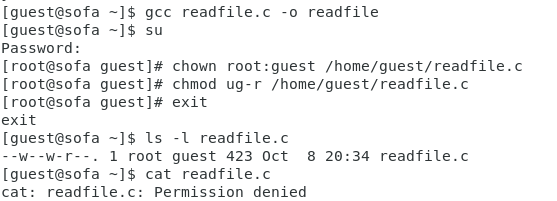 [guest@sofa ~]$ gcc readfile.c -o readfile
[guest@sofa ~]$ su
Password:
[root@sofa guest]# chown root:guest /home/guest/readfile.c
[root@sofa guest]# chmod ug-r /home/guest/readfile.c
[root@sofa guest]# exit
exit
[guest@sofa ~]$ ls -l readfile.c
--w--w-r--. 1 root guest 423 Oct  8 20:34 readfile.c
[guest@sofa ~]$ cat readfile.c
cat: readfile.c: Permission denied